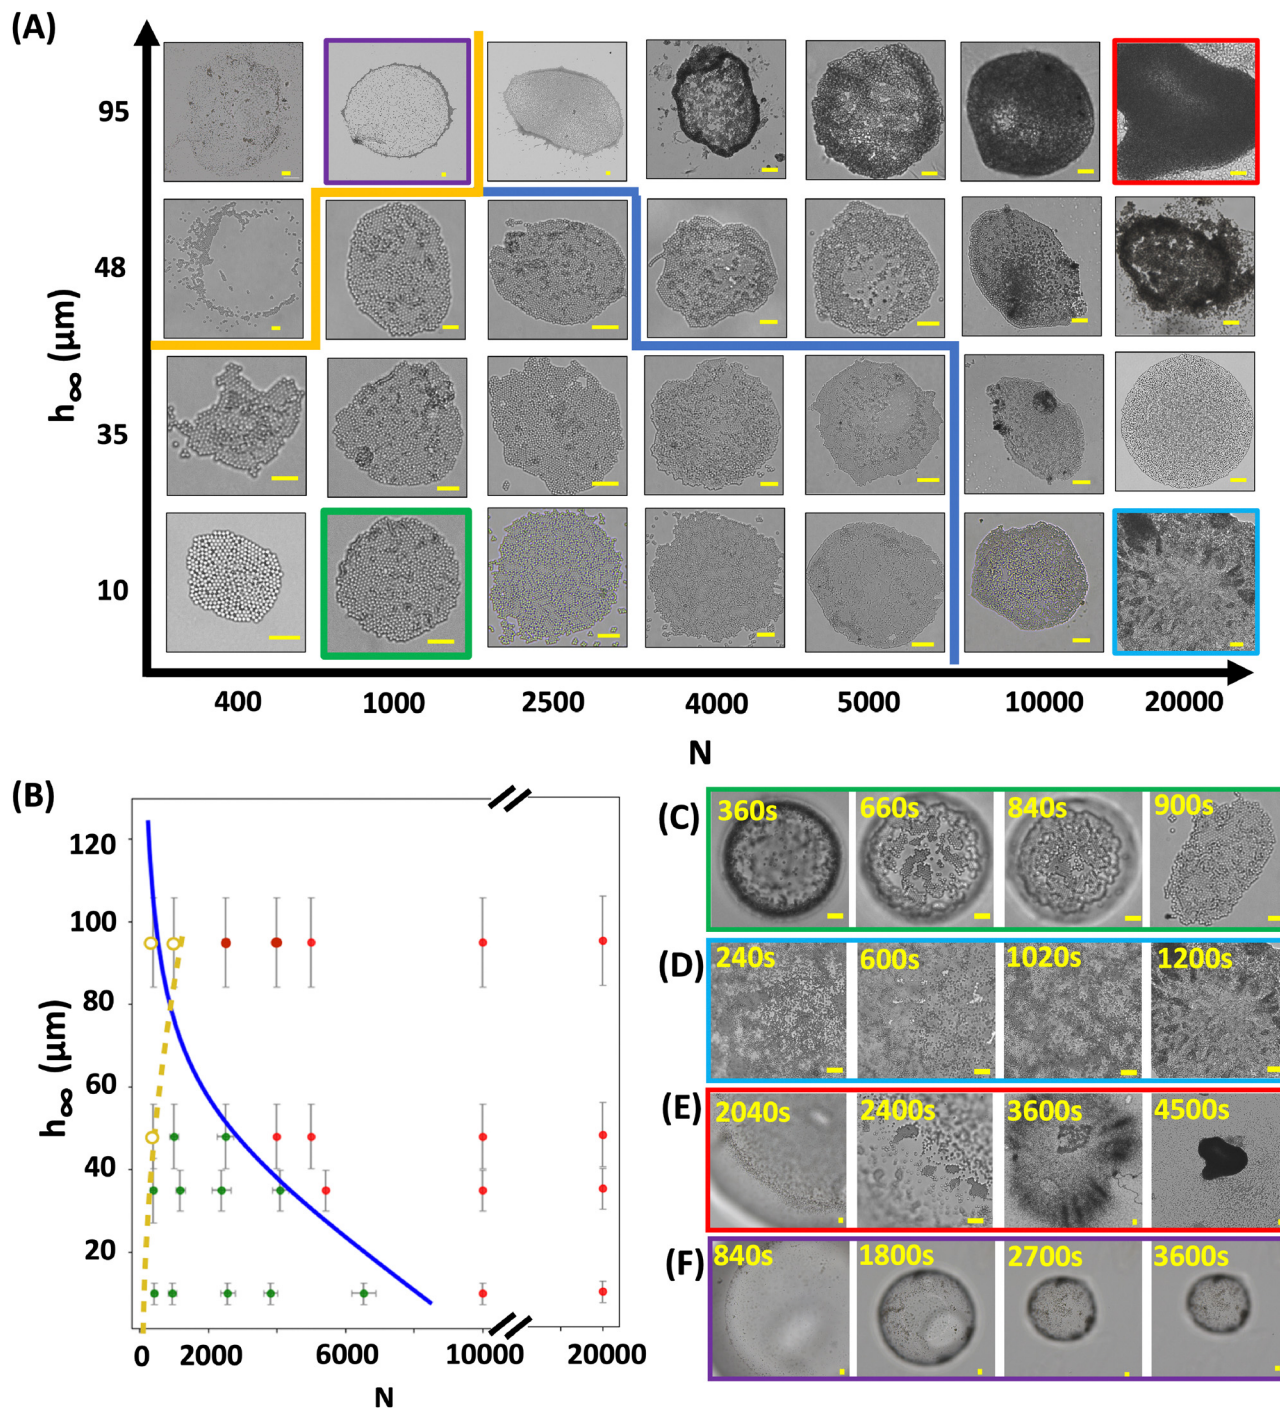 (A)
95
48
35
10
h∞ (μm)
400 1000 2500 4000 5000 10000 20000
N
(B)
120
100
80
60
40
20
h∞ (μm)
0 2000 6000 10000 20000
N
(C)
360s 660s 840s 900s
(D)
240s 600s 1020s 1200s
(E)
2040s 2400s 3600s 4500s
(F)
840s 1800s 2700s 3600s